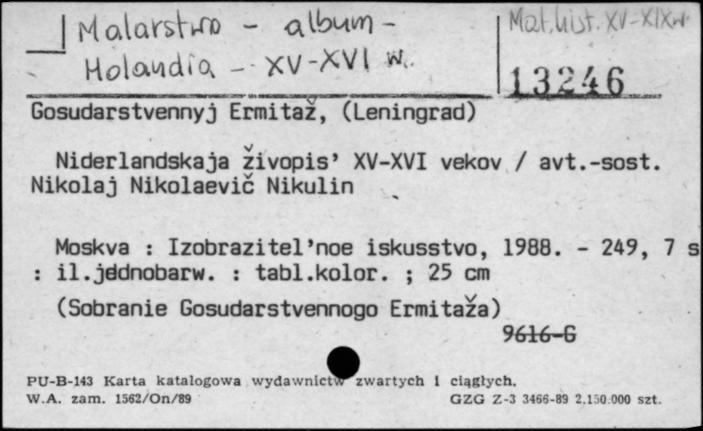 Malarstwo - album -
Mal.hist. XV-XIXw.
Holandia - XV-XVI w.
13246
Gosudarstvennyj Ermitaž, (Leningrad)
Niderlandskaja živopis' XV-XVI vekov / avt.-sost.
Nikolaj Nikolaevič Nikulin
Moskva : Izobrazitel'noe iskusstvo, 1988. - 249, 7 s
: il.jednobarw. : tabl.kolor. ; 25 cm
(Sobranie Gosudarstvennogo Ermitaža)
9616-G
PU-B-143 Karta katalogowa wydawnictw zwartych i ciągłych.
W.A. zam. 1562/On/89 GZG Z-3 3466-89 2.150.000 szt.